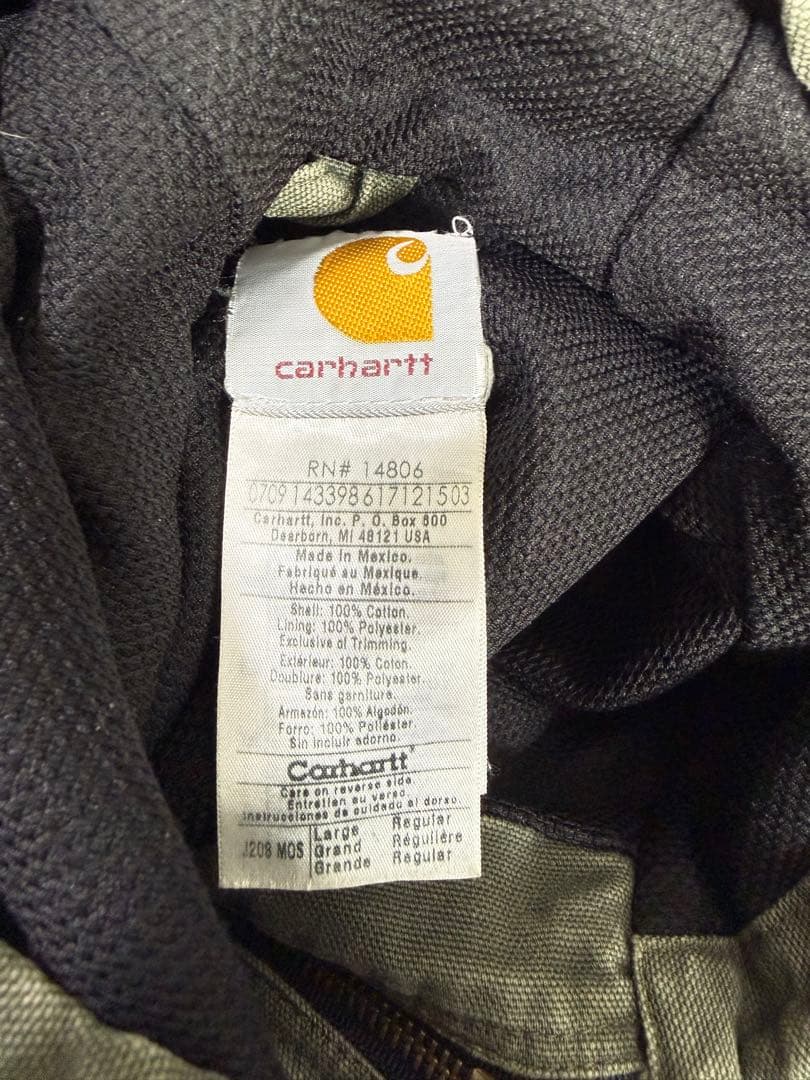 carhartt
RN# 14806
0709143398617121503
Carhartt, Inc. P. O. Box 600
Dearborn, MI 48121 USA
Made in Mexico.
Fabriqué au Mexique.
Hecho en México.
Shell: 100% Cotton.
Lining: 100% Polyester.
Exclusive of Trimming.
Extérieur: 100% Coton.
Doublure: 100% Polyester.
Sans garniture.
Armazón: 100% Algodón.
Forro: 100% Poliéster.
Sin incluir adorno.
Carhartt
Care on reverse side.
Entretien au verso.
Instrucciones de cuidado al dorso.
J208 MOS
Large Regular
Grand Régulière
Grande Regular